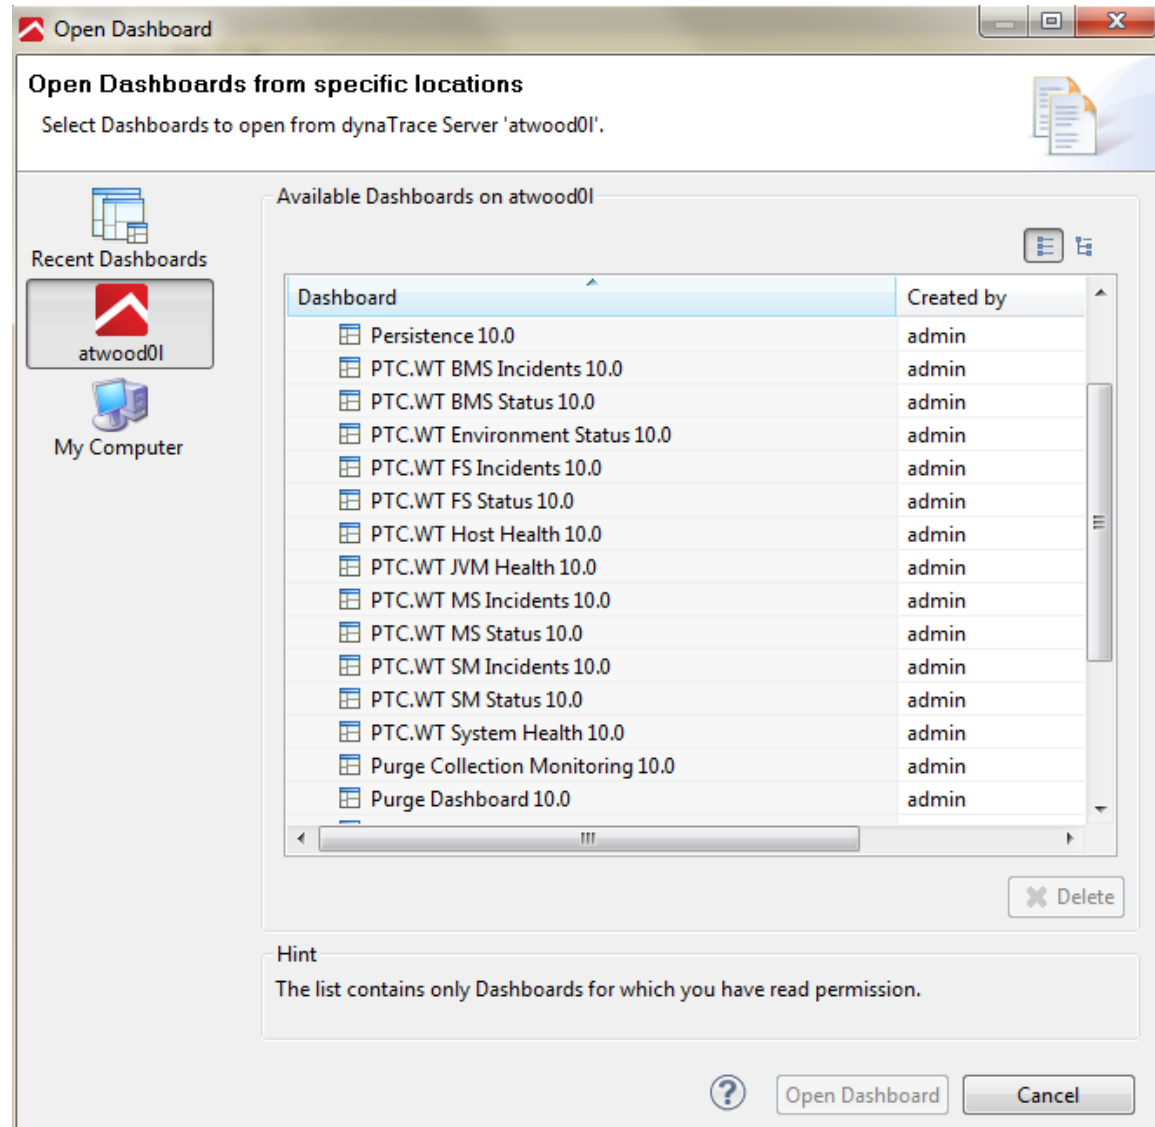 Open Dashboard
Open Dashboards from specific locations
Select Dashboards to open from dynaTrace Server 'atwood0l'.
Recent Dashboards
atwood0l
My Computer
Available Dashboards on atwood0l
Dashboard Created by
Persistence 10.0 admin
PTC.WT BMS Incidents 10.0 admin
PTC.WT BMS Status 10.0 admin
PTC.WT Environment Status 10.0 admin
PTC.WT FS Incidents 10.0 admin
PTC.WT FS Status 10.0 admin
PTC.WT Host Health 10.0 admin
PTC.WT JVM Health 10.0 admin
PTC.WT MS Incidents 10.0 admin
PTC.WT MS Status 10.0 admin
PTC.WT SM Incidents 10.0 admin
PTC.WT SM Status 10.0 admin
PTC.WT System Health 10.0 admin
Purge Collection Monitoring 10.0 admin
Purge Dashboard 10.0 admin
Delete
Hint
The list contains only Dashboards for which you have read permission.
Open Dashboard Cancel